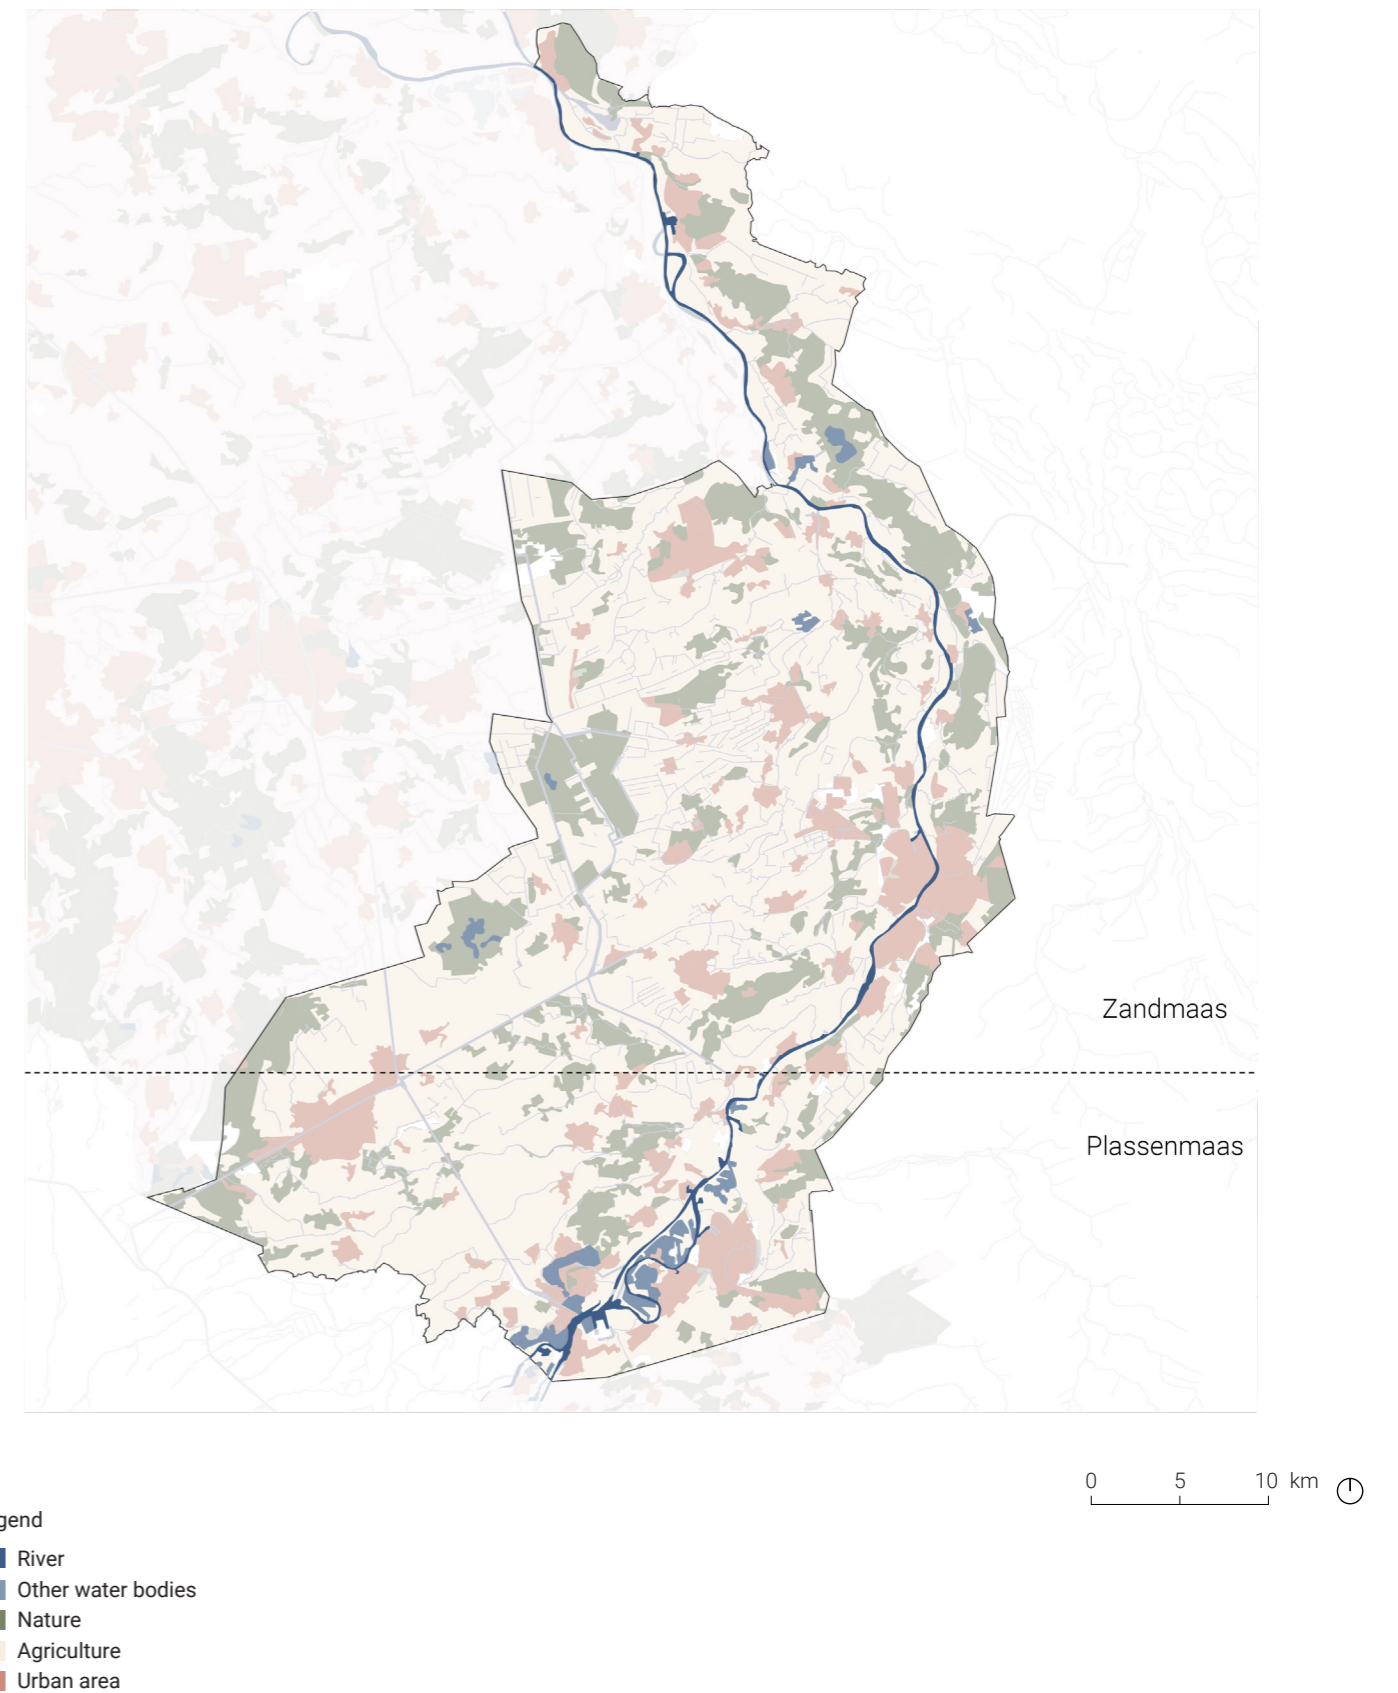 Zandmaas
Plassenmaas
0 5 10 km
gend
River
Other water bodies
Nature
Agriculture
Urban area